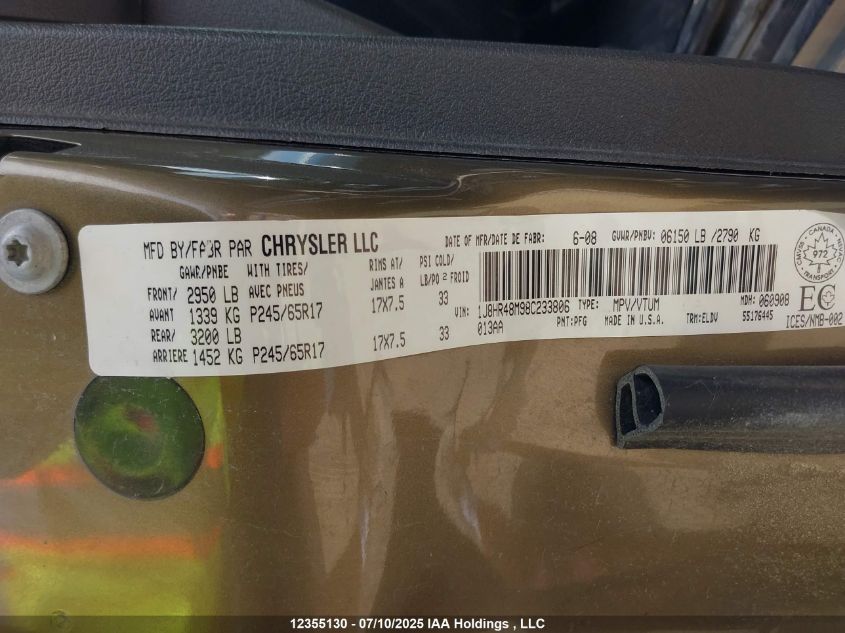 MFD BY/FABR PAR CHRYSLER LLC
DATE OF MFR/DATE DE FABR: 6-08 GVWR/PNBV: 06150 LB /2790 KG
GAWR/PNBE WITH TIRES/ RIMS AT/ PSI COLD/
AVEC PNEUS JANTES A LB/PO 2 FROID
FRONT/ 2950 LB
AVANT 1339 KG P245/65R17 17X7.5 33
REAR/ 3200 LB
ARRIERE 1452 KG P245/65R17 17X7.5 33
VIN: 1J8HR48M98C233806 TYPE: MPV/VTUM MDH: 060908
013AA PNT:PFG MADE IN U.S.A. TRM:ELDV 55176445
CANADA
972
EC
ICES/NMB-002
12355130 - 07/10/2025 IAA Holdings , LLC